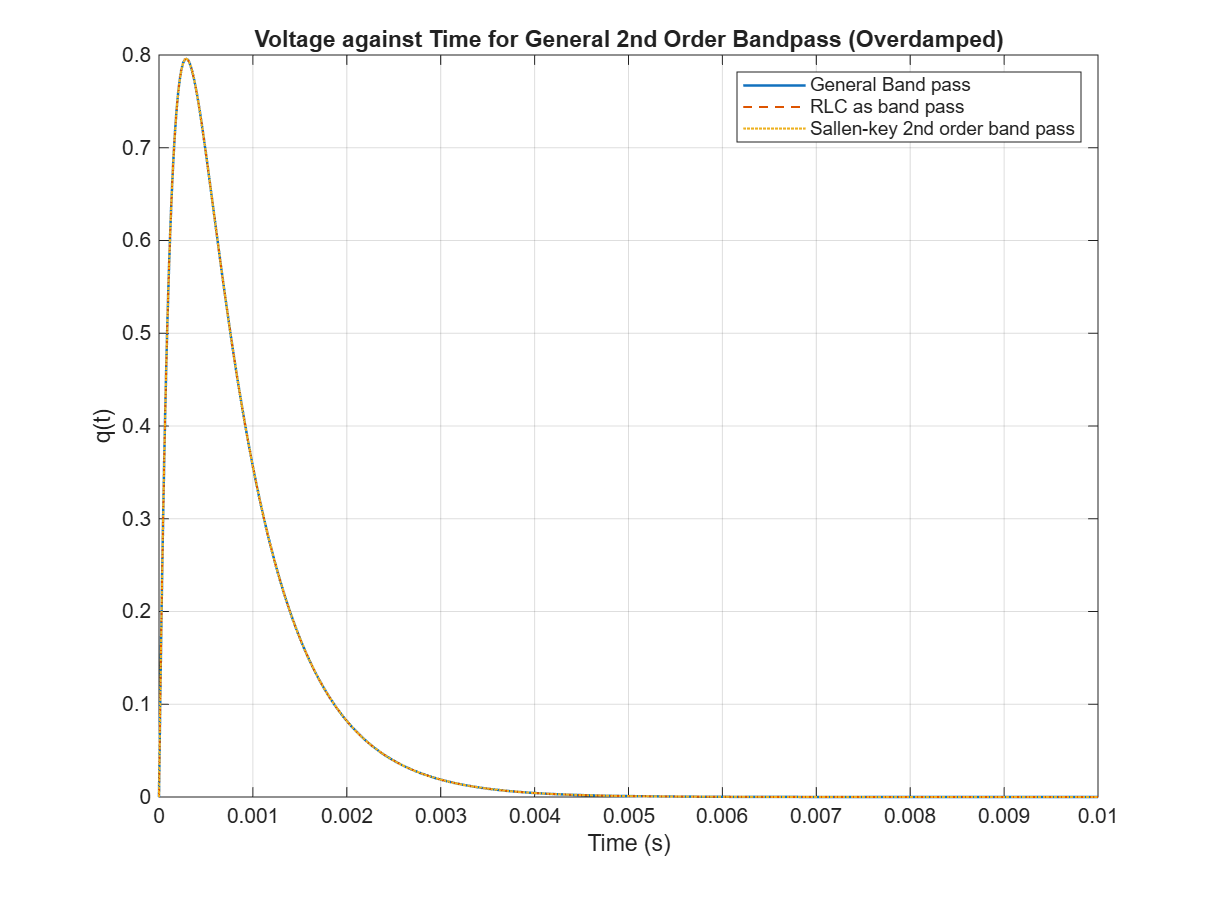 Voltage against Time for General 2nd Order Bandpass (Overdamped)
General Band pass
RLC as band pass
Sallen-key 2nd order band pass
0.8
0.7
0.6
0.5
0.4
0.3
0.2
0.1
0
q(t)
0 0.001 0.002 0.003 0.004 0.005 0.006 0.007 0.008 0.009 0.01
Time (s)